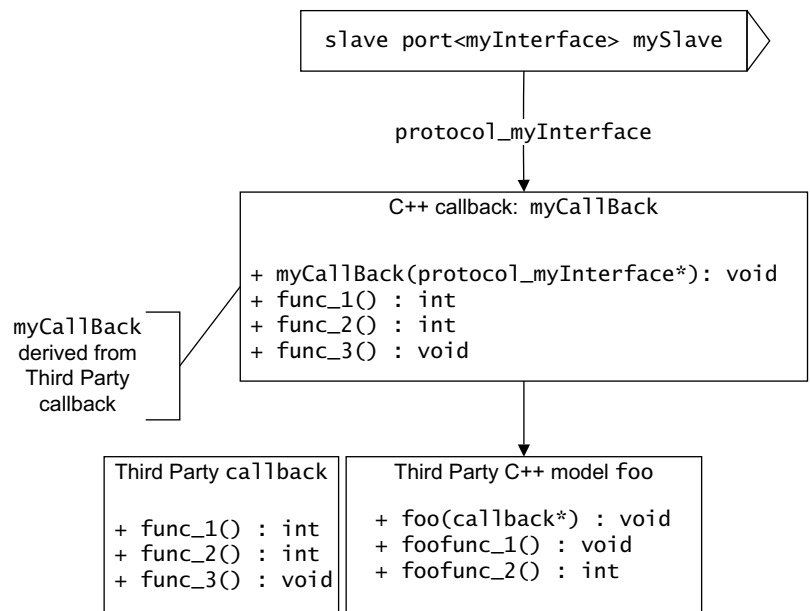 slave port<myInterface> mySlave
protocol_myInterface
C++ callback: myCallBack
+ myCallBack(protocol_myInterface*): void
+ func_1() : int
+ func_2() : int
+ func_3() : void
myCallBack
derived from
Third Party
callback
Third Party callback
+ func_1() : int
+ func_2() : int
+ func_3() : void
Third Party C++ model foo
+ foo(callback*) : void
+ foofunc_1() : void
+ foofunc_2() : int